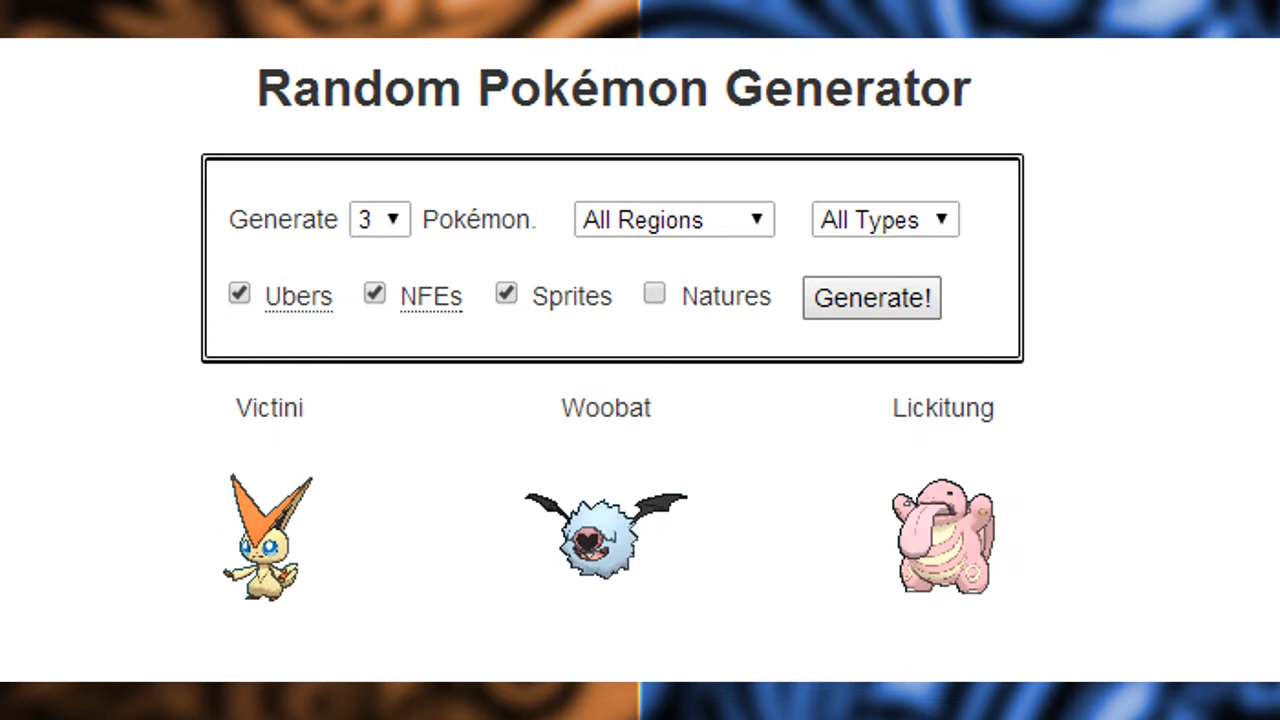 Random Pokémon Generator
Generate 3 Pokémon. All Regions All Types
Ubers NFEs Sprites Natures Generate!
Victini Woobat Lickitung